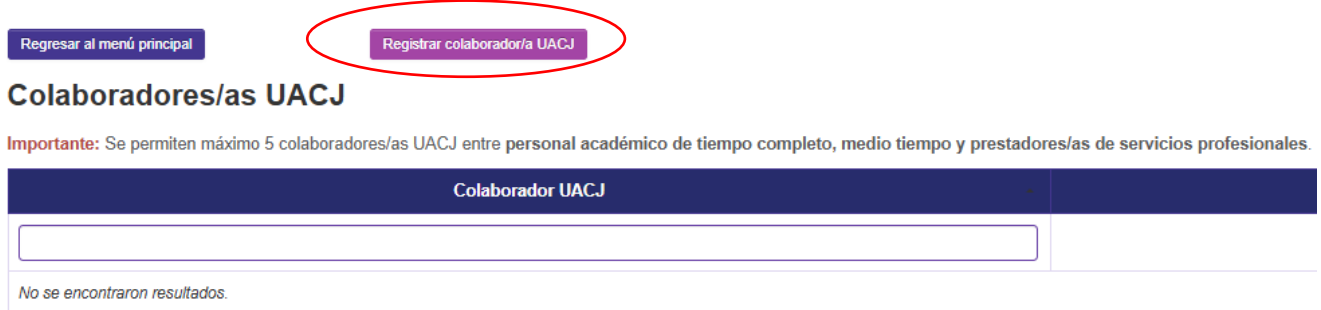 Regresar al menú principal
Registrar colaborador/a UACJ
Colaboradores/as UACJ
Importante: Se permiten máximo 5 colaboradores/as UACJ entre personal académico de tiempo completo, medio tiempo y prestadores/as de servicios profesionales.
Colaborador UACJ
No se encontraron resultados.